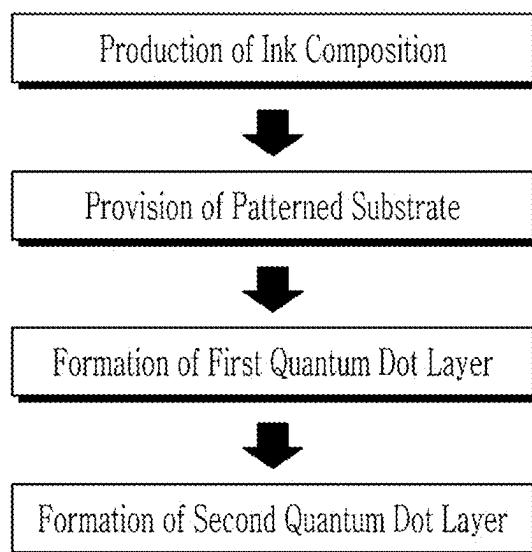 Production of Ink Composition
Provision of Patterned Substrate
Formation of First Quantum Dot Layer
Formation of Second Quantum Dot Layer